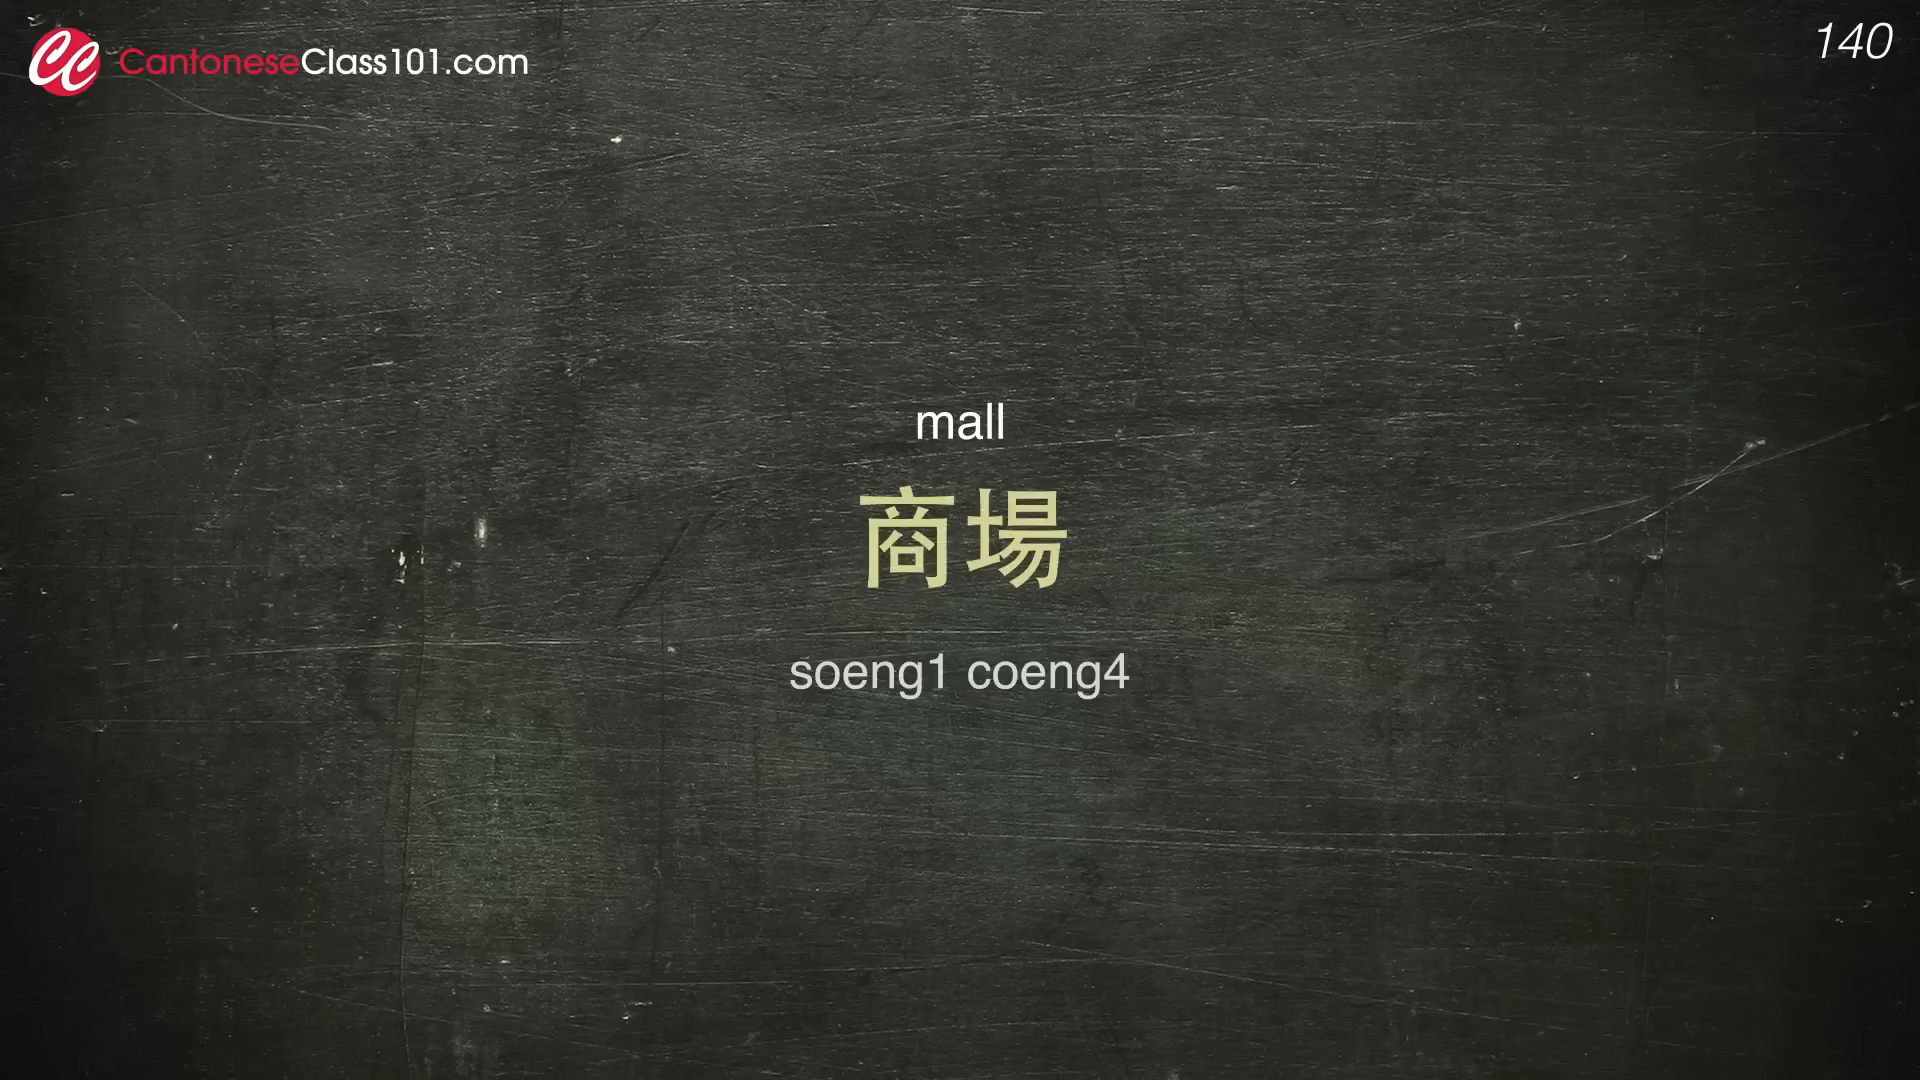 CantoneseClass101.com
140
mall
商場
soeng1 coeng4